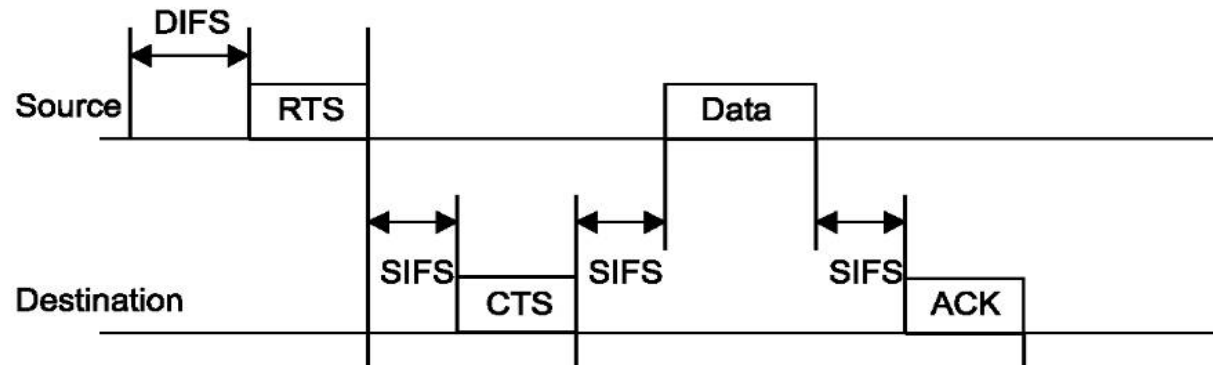 DIFS
Source
RTS
Data
SIFS
SIFS
SIFS
Destination
CTS
ACK